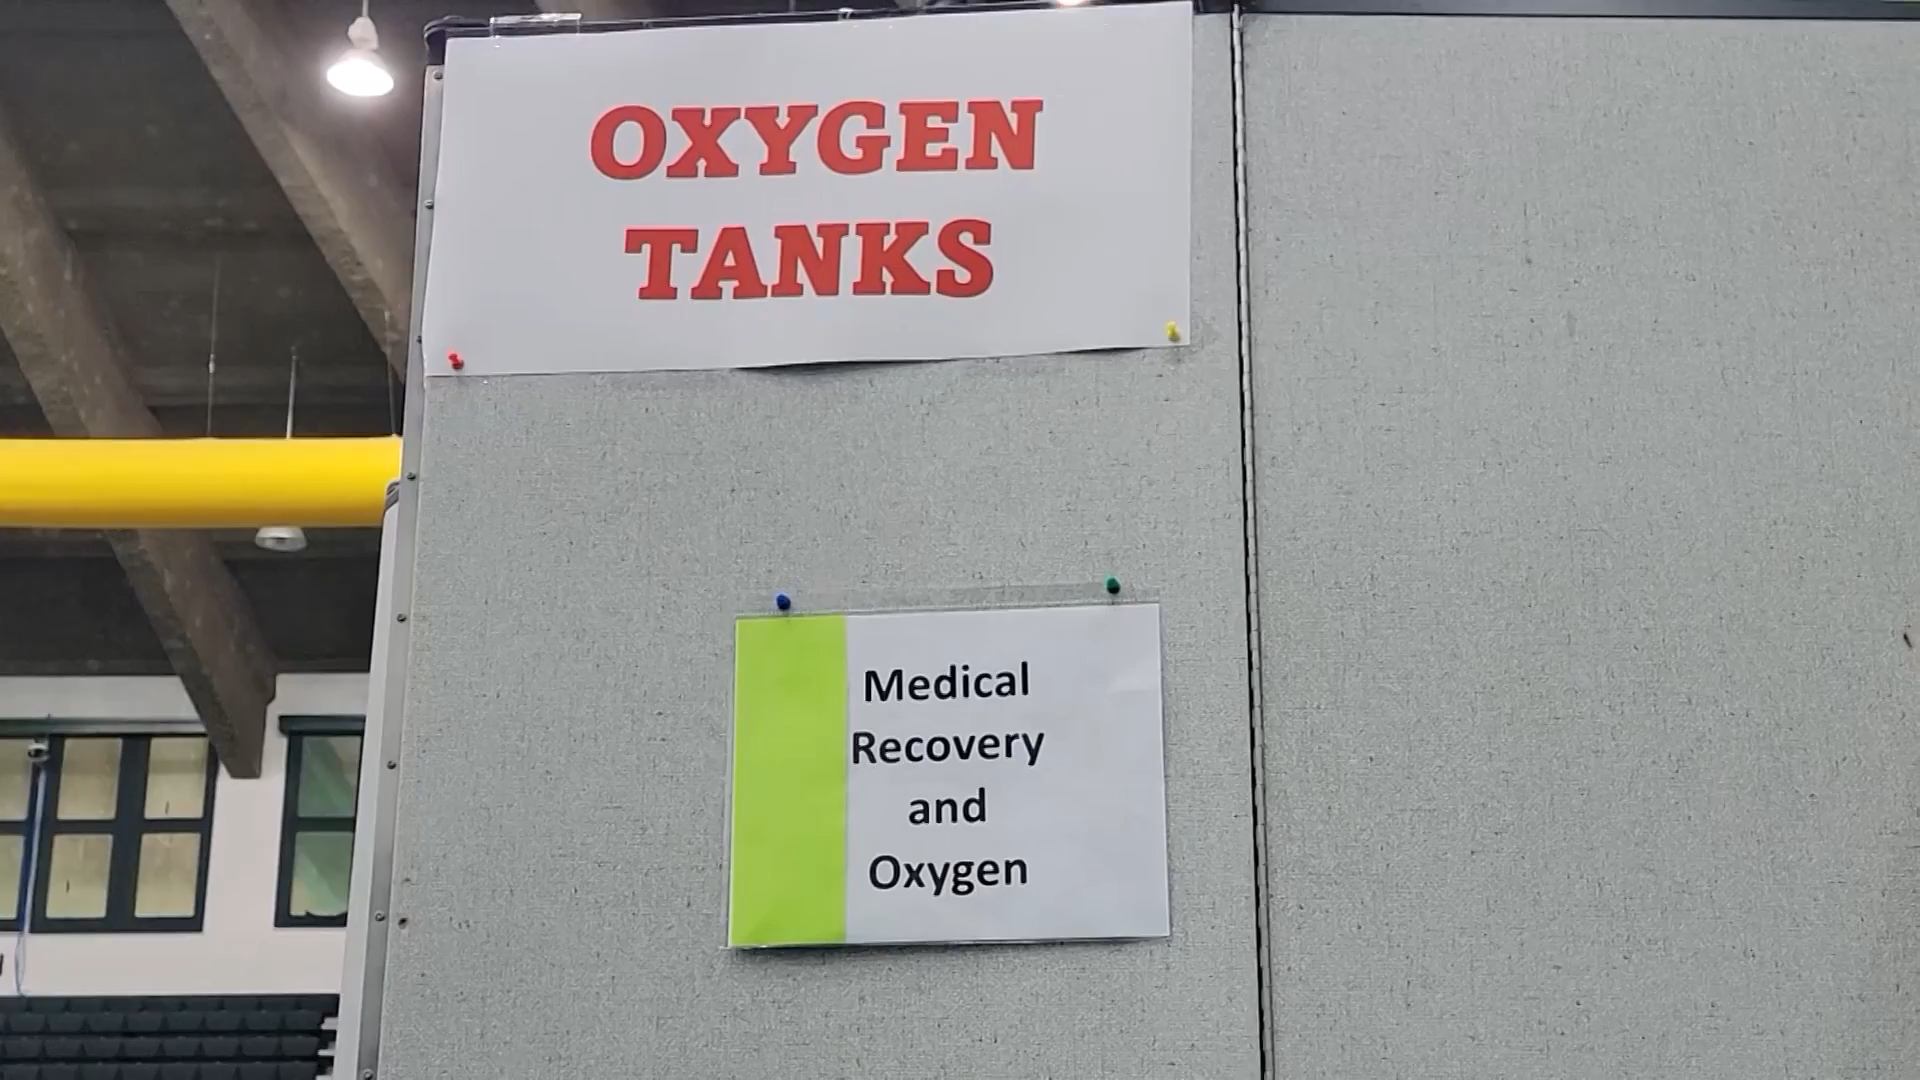 OXYGEN
TANKS
Medical
Recovery
and
Oxygen